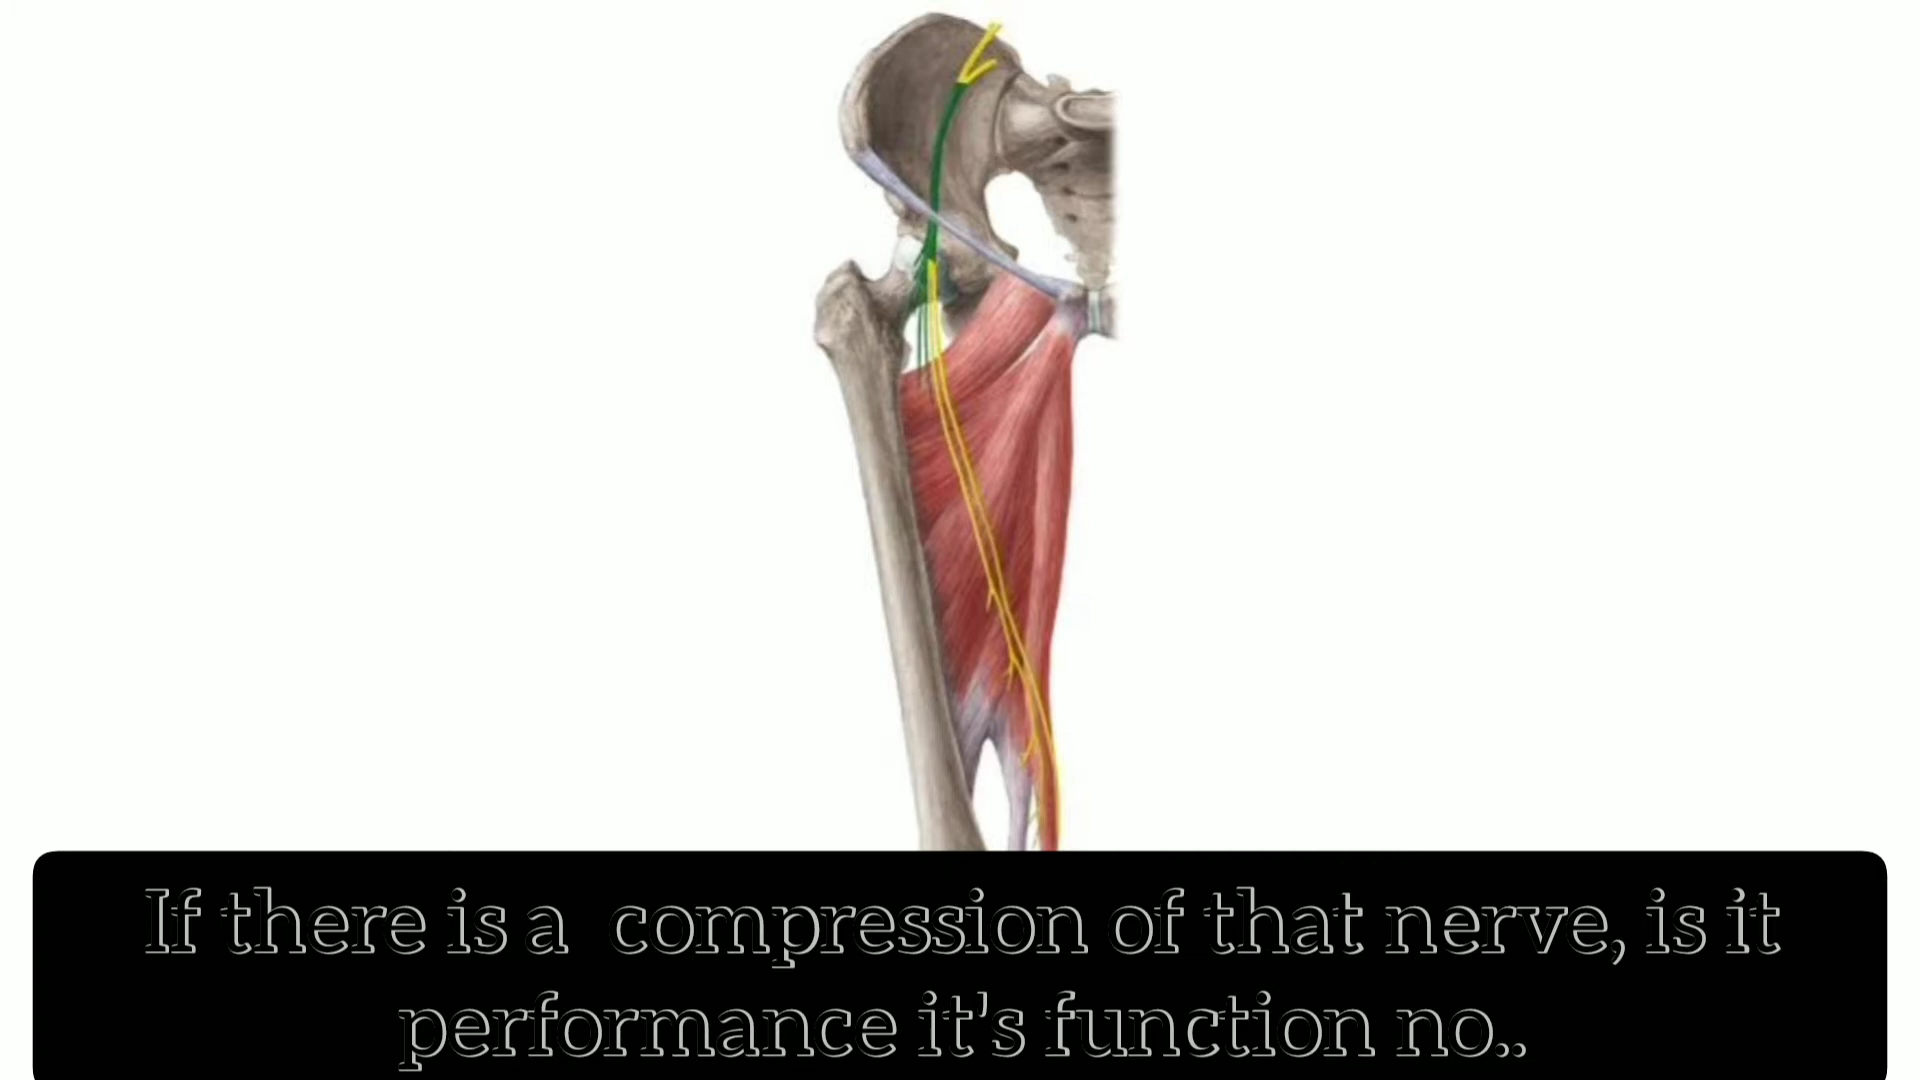 If there is a  compression of that nerve, is it
performance it's function no..